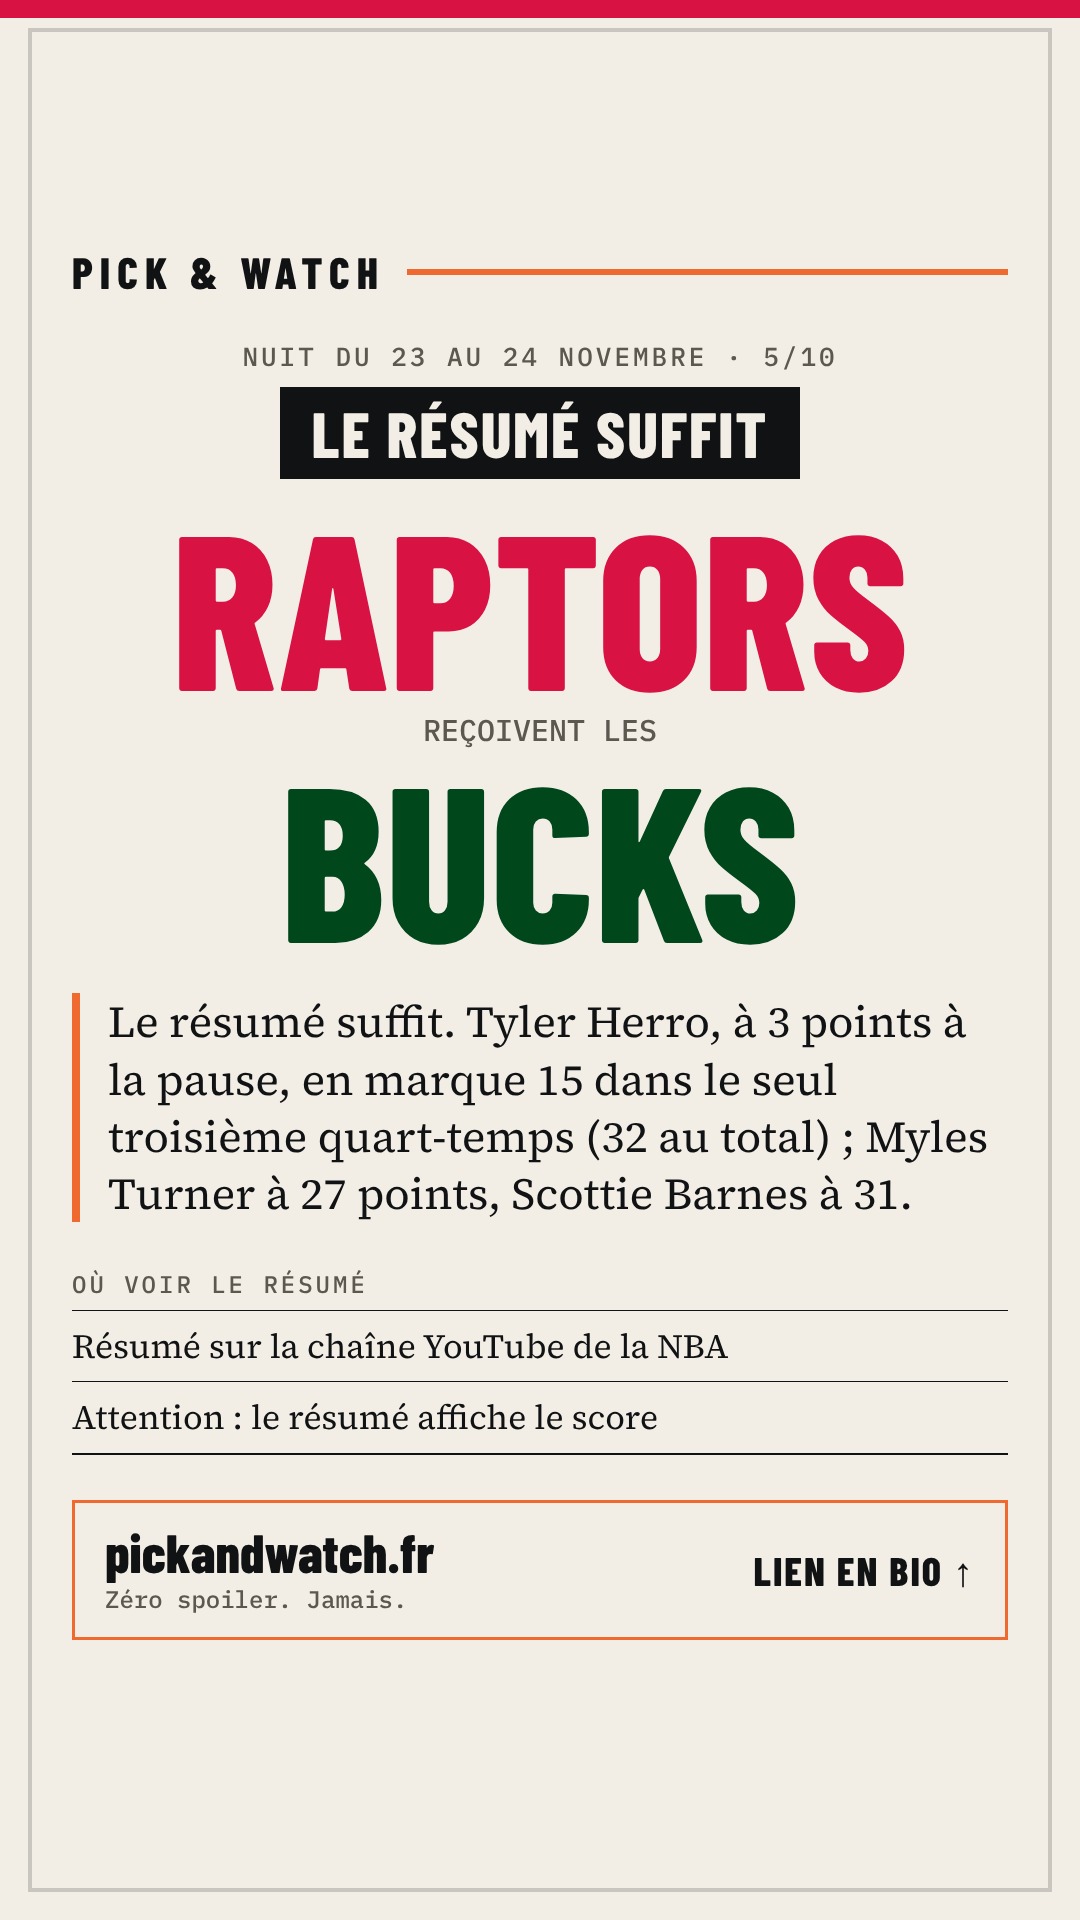 PICK & WATCH
NUIT DU 23 AU 24 NOVEMBRE · 5/10
LE RÉSUMÉ SUFFIT
RAPTORS
REÇOIVENT LES
BUCKS
Le résumé suffit. Tyler Herro, à 3 points à
la pause, en marque 15 dans le seul
troisième quart-temps (32 au total) ; Myles
Turner à 27 points, Scottie Barnes à 31.
OÙ VOIR LE RÉSUMÉ
Résumé sur la chaîne YouTube de la NBA
Attention : le résumé affiche le score
pickandwatch.fr
Zéro spoiler. Jamais.
LIEN EN BIO ↑